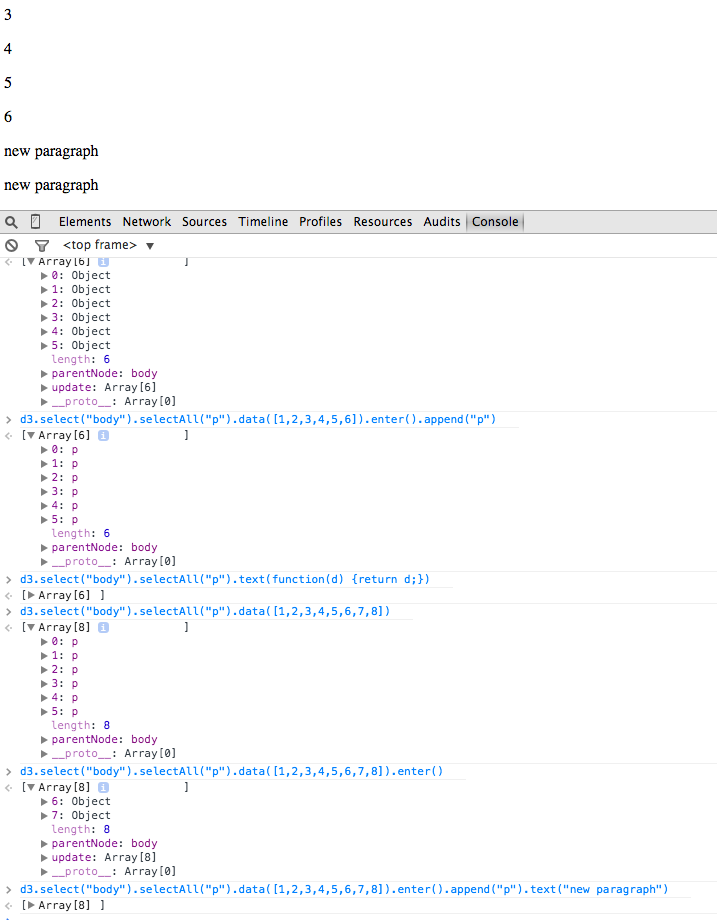 3
4
5
6
new paragraph
new paragraph
Elements Network Sources Timeline Profiles Resources Audits Console
<top frame> ▼
[▼Array[6] i ]
▶0: Object
▶1: Object
▶2: Object
▶3: Object
▶4: Object
▶5: Object
length: 6
▶parentNode: body
▶update: Array[6]
▶__proto__: Array[0]
> d3.select("body").selectAll("p").data([1,2,3,4,5,6]).enter().append("p")
[▼Array[6] i ]
▶0: p
▶1: p
▶2: p
▶3: p
▶4: p
▶5: p
length: 6
▶parentNode: body
▶__proto__: Array[0]
> d3.select("body").selectAll("p").text(function(d) {return d;})
[▶Array[6] ]
> d3.select("body").selectAll("p").data([1,2,3,4,5,6,7,8])
[▼Array[8] i ]
▶0: p
▶1: p
▶2: p
▶3: p
▶4: p
▶5: p
length: 8
▶parentNode: body
▶__proto__: Array[0]
> d3.select("body").selectAll("p").data([1,2,3,4,5,6,7,8]).enter()
[▼Array[8] i ]
▶6: Object
▶7: Object
length: 8
▶parentNode: body
▶update: Array[8]
▶__proto__: Array[0]
> d3.select("body").selectAll("p").data([1,2,3,4,5,6,7,8]).enter().append("p").text("new paragraph")
[▶Array[8] ]